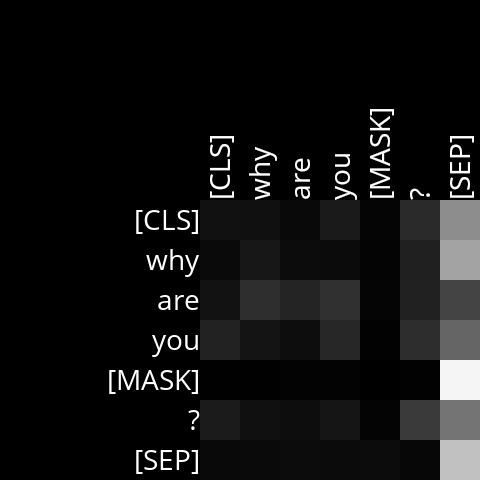 [CLS] why are you [MASK] ? [SEP]
[CLS]
why
are
you
[MASK]
?
[SEP]